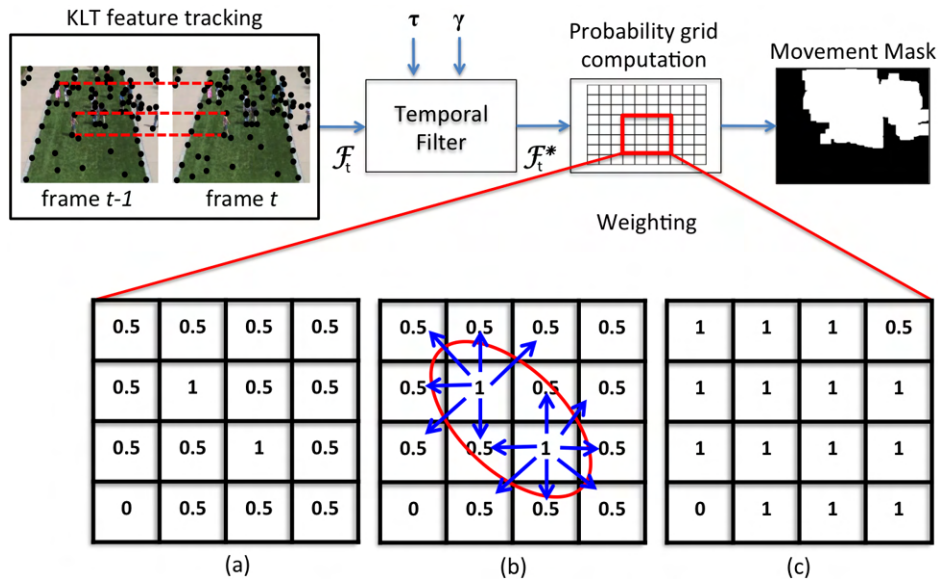 KLT feature tracking
τ γ
Probability grid
computation
Movement Mask
Temporal
Filter
ℱt
ℱt*
frame t-1 frame t
Weighting
0.5 0.5 0.5 0.5
0.5 1 0.5 0.5
0.5 0.5 1 0.5
0 0.5 0.5 0.5
(a)
0.5 0.5 0.5 0.5
0.5 1 0.5 0.5
0.5 0.5 1 0.5
0 0.5 0.5 0.5
(b)
1 1 1 0.5
1 1 1 1
1 1 1 1
0 1 1 1
(c)